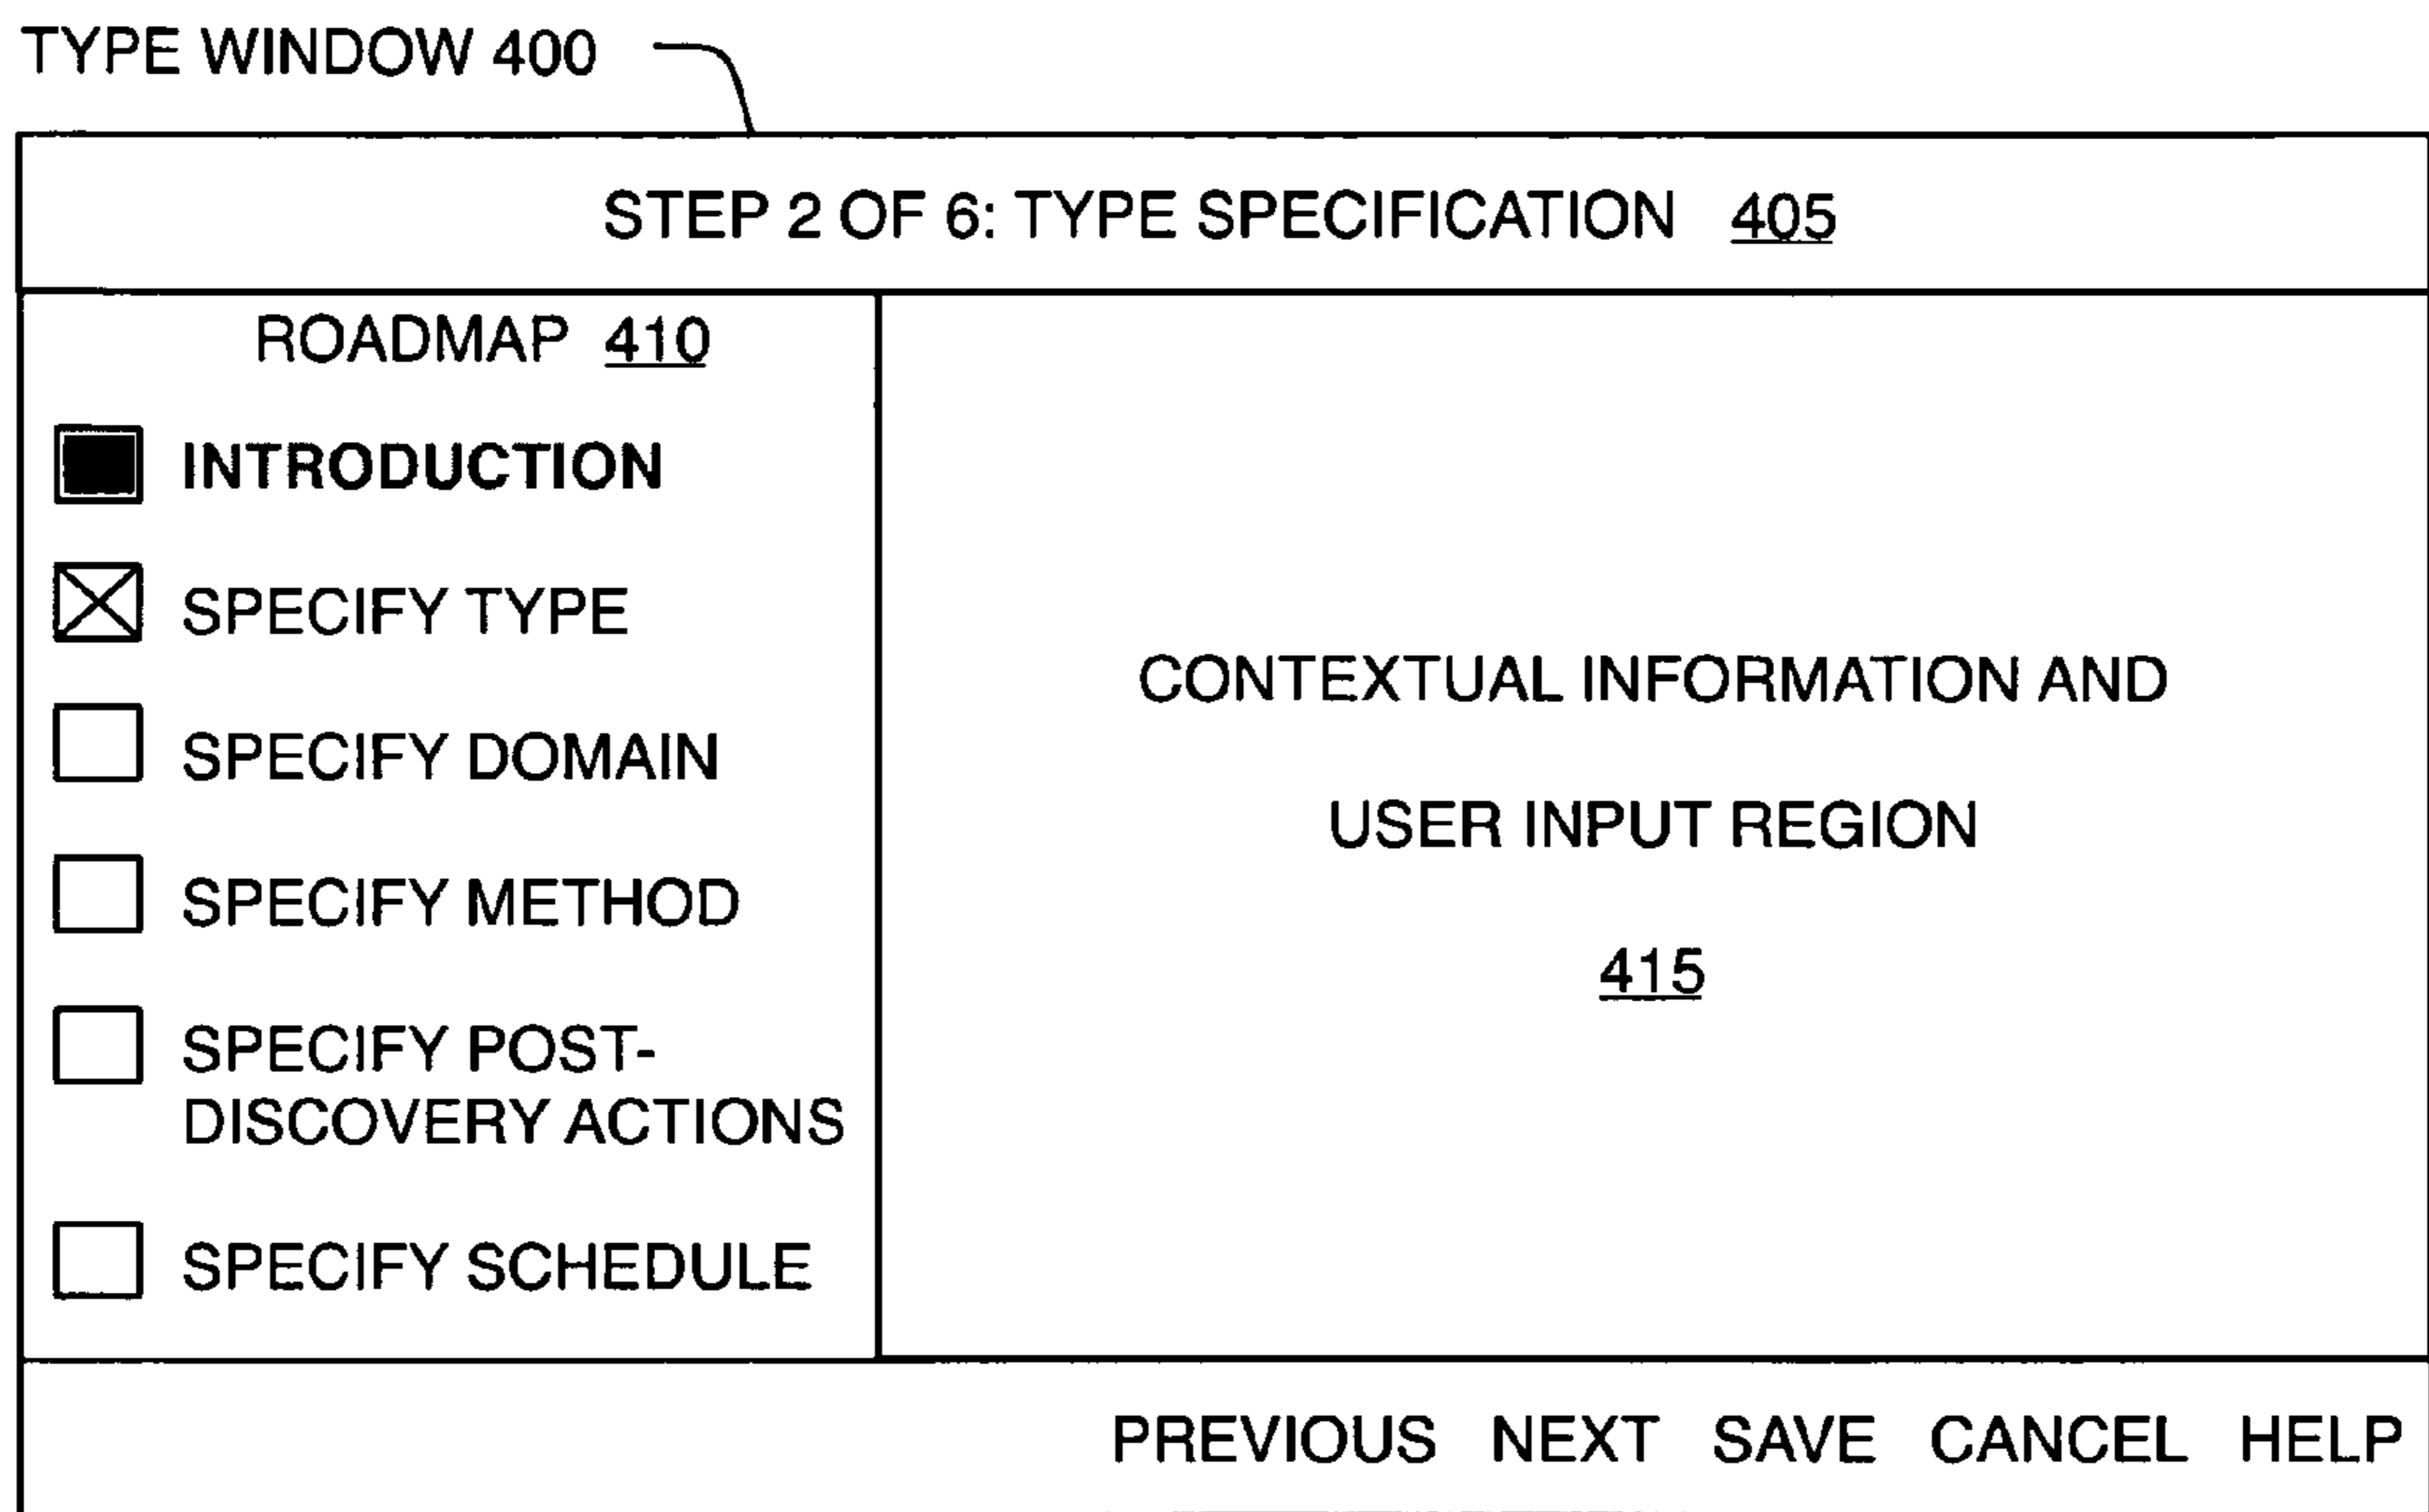 TYPE WINDOW 400
STEP 2 OF 6: TYPE SPECIFICATION 405
ROADMAP 410
INTRODUCTION
SPECIFY TYPE
SPECIFY DOMAIN
SPECIFY METHOD
SPECIFY POST-
DISCOVERY ACTIONS
SPECIFY SCHEDULE
CONTEXTUAL INFORMATION AND
USER INPUT REGION
415
PREVIOUS NEXT SAVE CANCEL HELP